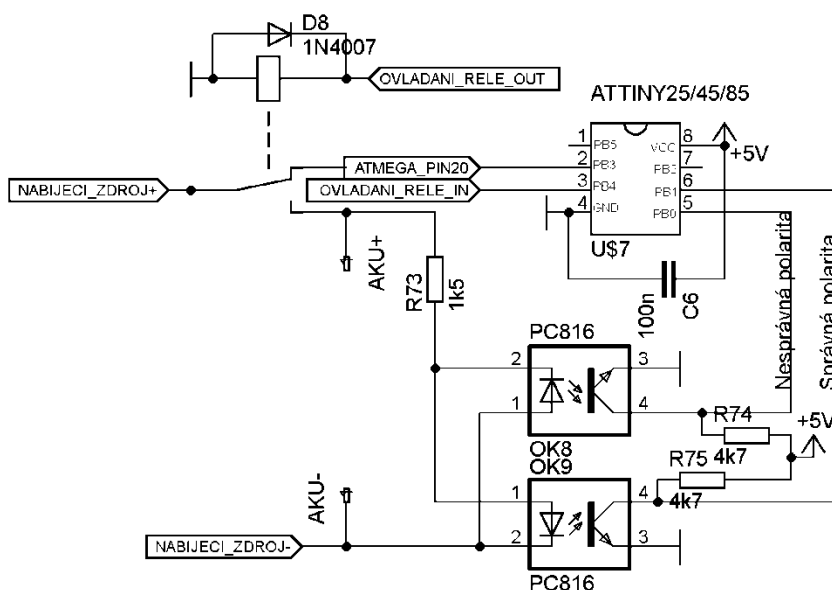 D8
1N4007
OVLADANI_RELE_OUT
ATTINY25/45/85
1 PB5 VCC 8
+5V
ATMEGA_PIN20
2 PB3 7
NABIJECI_ZDROJ+
OVLADANI_RELE_IN
3 PB4 PB1 6
4 GND PB0 5
U$7
AKU+
R73
1k5
100n
C6
Nesprávná polarita
Správná polarita
PC816
2 3
1 4
R74
4k7
+5V
OK8
OK9
R75
4k7
AKU-
1 4
NABIJECI_ZDROJ-
2 3
PC816